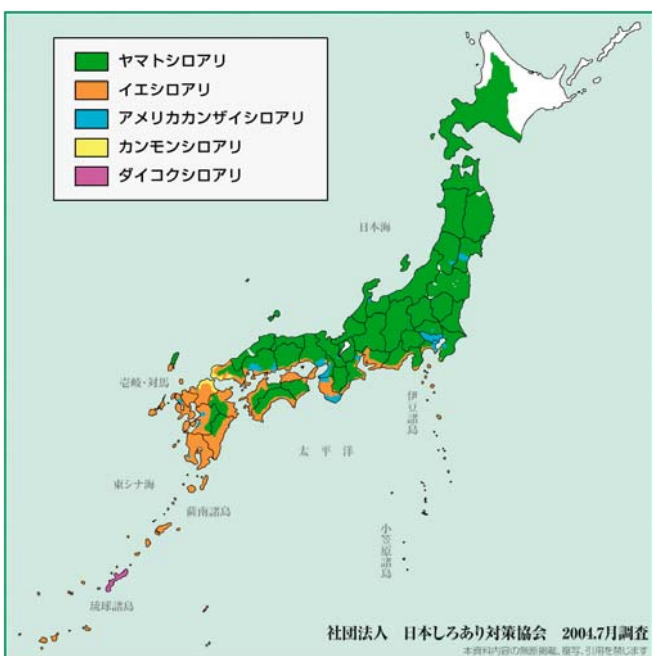 ヤマトシロアリ
イエシロアリ
アメリカカンザイシロアリ
カンモンシロアリ
ダイコクシロアリ
日本海
壱岐・対馬
伊豆諸島
太 平 洋
東シナ海
薩南諸島
小笠原諸島
琉球諸島
社団法人 日本しろあり対策協会 2004.7月調査
本資料内容の無断掲載、複写、引用を禁じます